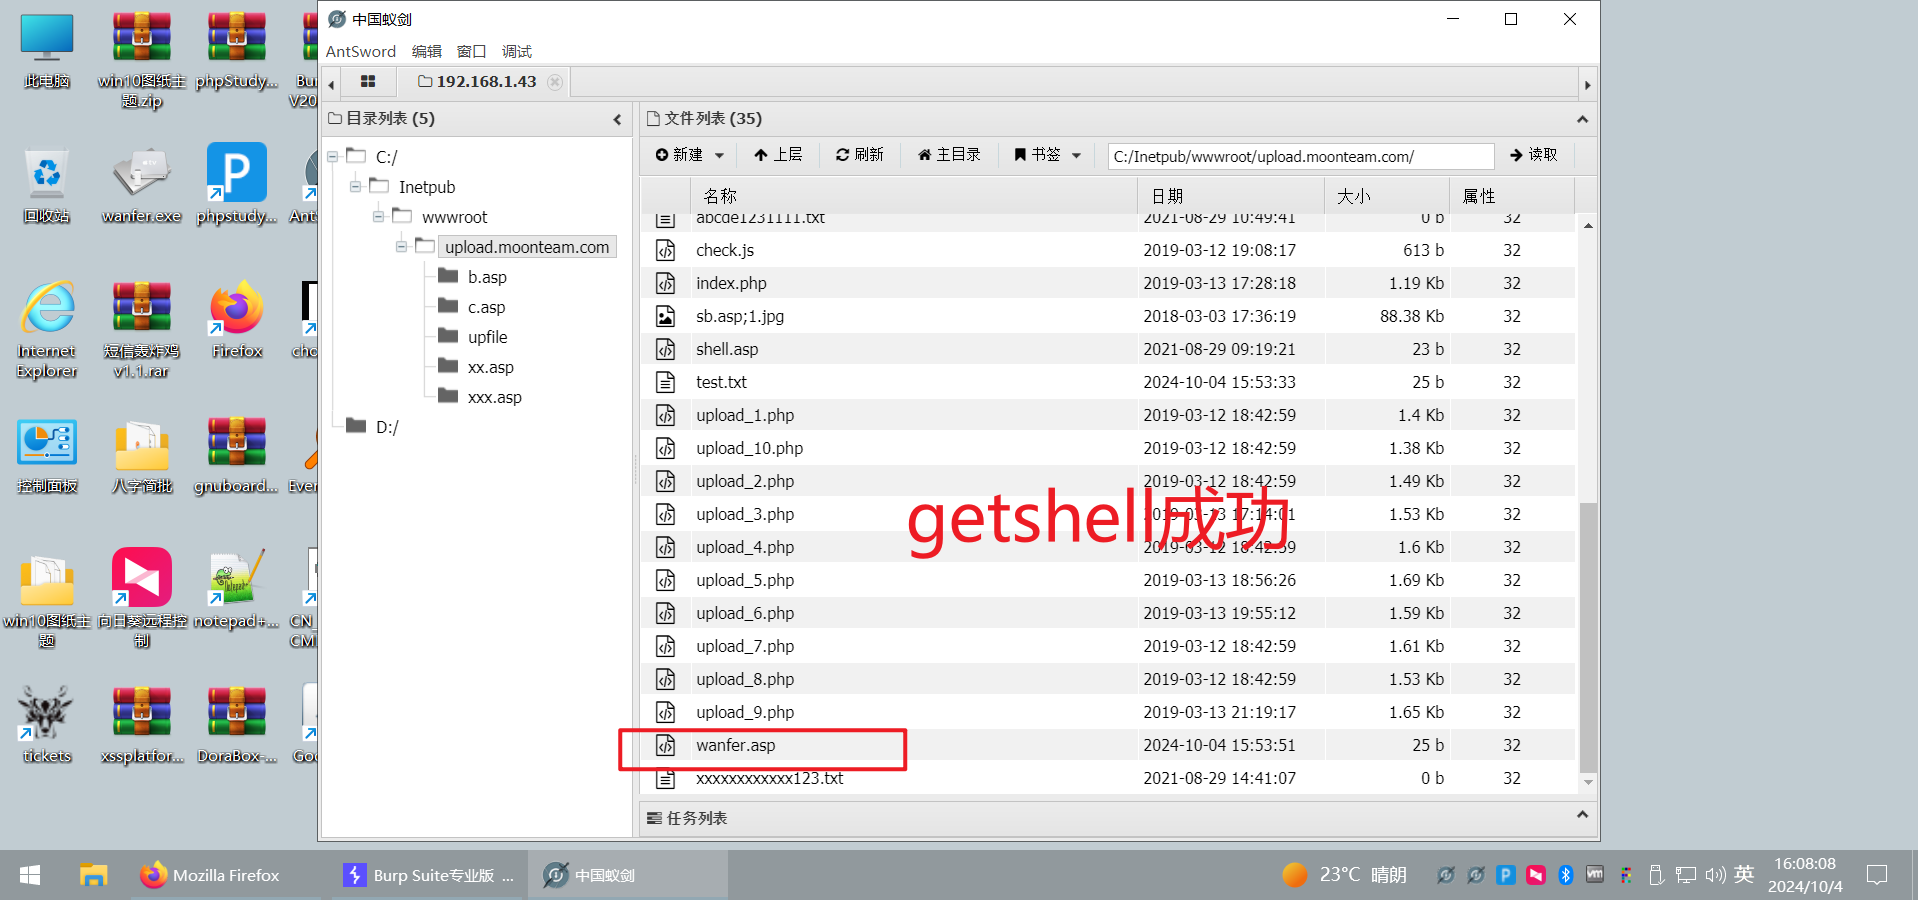 此电脑
win10图纸主
题.zip
phpStudy...
Bur
V20
回收站
wanfer.exe
phpstudy...
Ant
Internet
Explorer
短信轰炸鸡
v1.1.rar
Firefox
cho
控制面板
八字简批
gnuboard...
Ever
win10图纸主
题
向日葵远程控
制
notepad+...
CN_
CM
tickets
xssplatfor...
DoraBox-...
Go
中国蚁剑
AntSword 编辑 窗口 调试
192.168.1.43
目录列表 (5)
C:/
Inetpub
wwwroot
upload.moonteam.com
b.asp
c.asp
upfile
xx.asp
xxx.asp
D:/
文件列表 (35)
新建 上层 刷新 主目录 书签 C:/Inetpub/wwwroot/upload.moonteam.com/ 读取
名称 日期 大小 属性
abcde1231111.txt 2021-08-29 10:49:41 0 b 32
check.js 2019-03-12 19:08:17 613 b 32
index.php 2019-03-13 17:28:18 1.19 Kb 32
sb.asp;1.jpg 2018-03-03 17:36:19 88.38 Kb 32
shell.asp 2021-08-29 09:19:21 23 b 32
test.txt 2024-10-04 15:53:33 25 b 32
upload_1.php 2019-03-12 18:42:59 1.4 Kb 32
upload_10.php 2019-03-12 18:42:59 1.38 Kb 32
upload_2.php 2019-03-12 18:42:59 1.49 Kb 32
upload_3.php 2019-03-13 17:14:01 1.53 Kb 32
getshell成功
upload_4.php 2019-03-12 18:42:59 1.6 Kb 32
upload_5.php 2019-03-13 18:56:26 1.69 Kb 32
upload_6.php 2019-03-13 19:55:12 1.59 Kb 32
upload_7.php 2019-03-12 18:42:59 1.61 Kb 32
upload_8.php 2019-03-12 18:42:59 1.53 Kb 32
upload_9.php 2019-03-13 21:19:17 1.65 Kb 32
wanfer.asp 2024-10-04 15:53:51 25 b 32
xxxxxxxxxxxx123.txt 2021-08-29 14:41:07 0 b 32
任务列表
Mozilla Firefox
Burp Suite专业版 ...
中国蚁剑
23°C 晴朗
英
16:08:08
2024/10/4